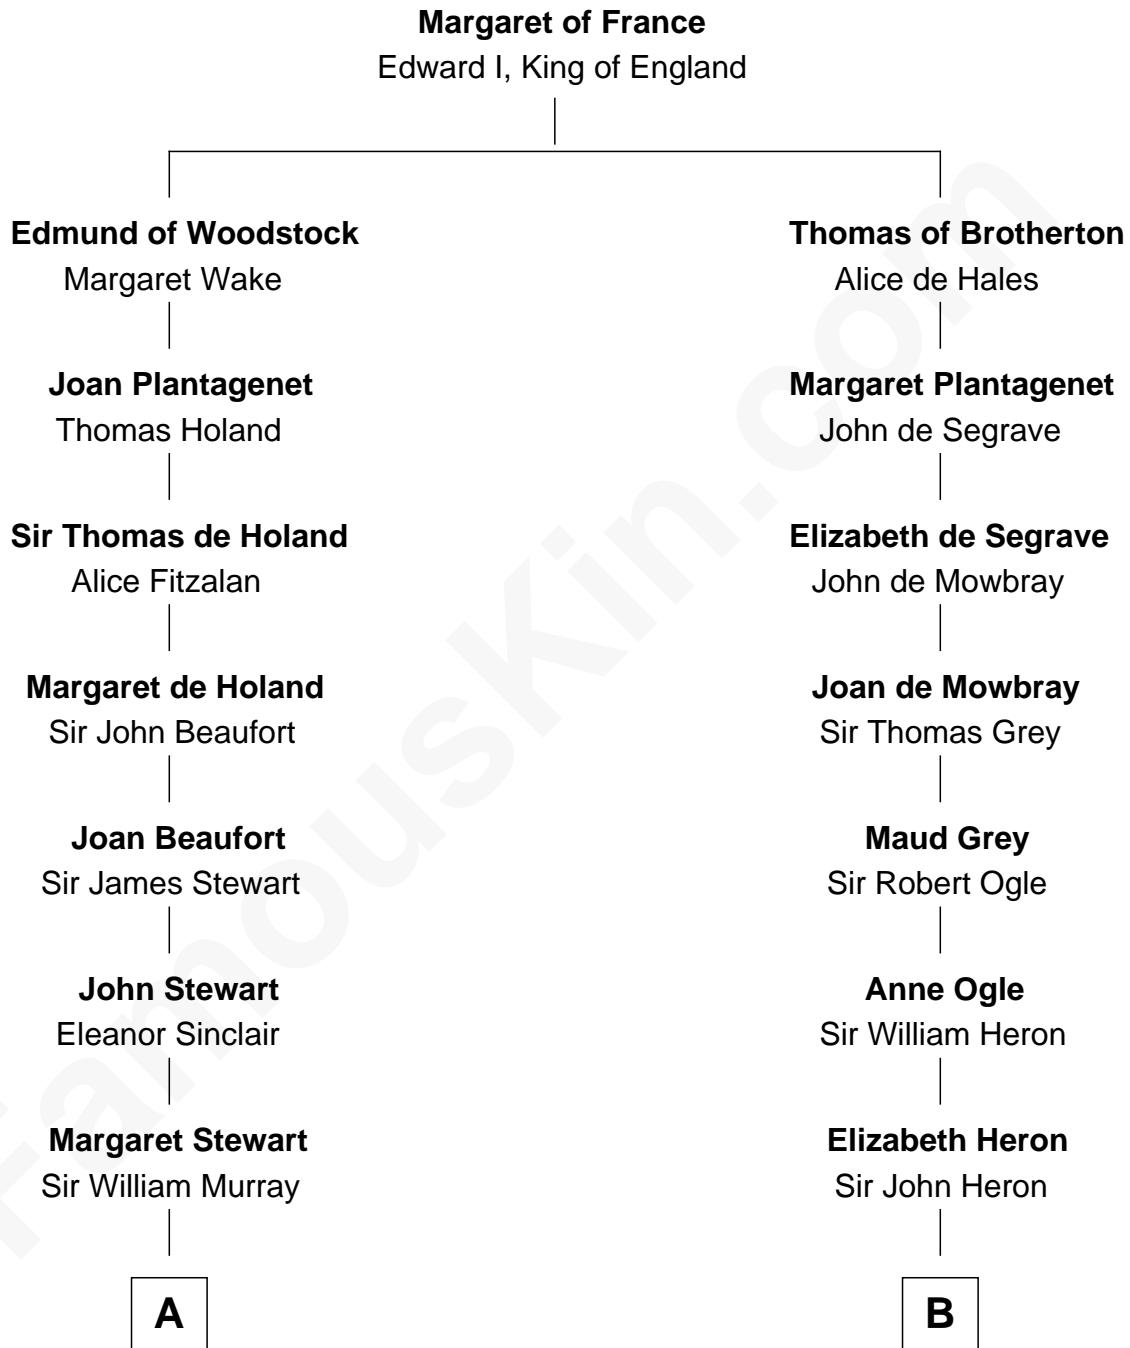 Margaret of France
Edward I, King of England
Edmund of Woodstock
Margaret Wake
Thomas of Brotherton
Alice de Hales
Joan Plantagenet
Thomas Holand
Margaret Plantagenet
John de Segrave
Sir Thomas de Holand
Alice Fitzalan
Elizabeth de Segrave
John de Mowbray
Margaret de Holand
Sir John Beaufort
Joan de Mowbray
Sir Thomas Grey
Joan Beaufort
Sir James Stewart
Maud Grey
Sir Robert Ogle
John Stewart
Eleanor Sinclair
Anne Ogle
Sir William Heron
Margaret Stewart
Sir William Murray
Elizabeth Heron
Sir John Heron
A
B
FamousKin.com